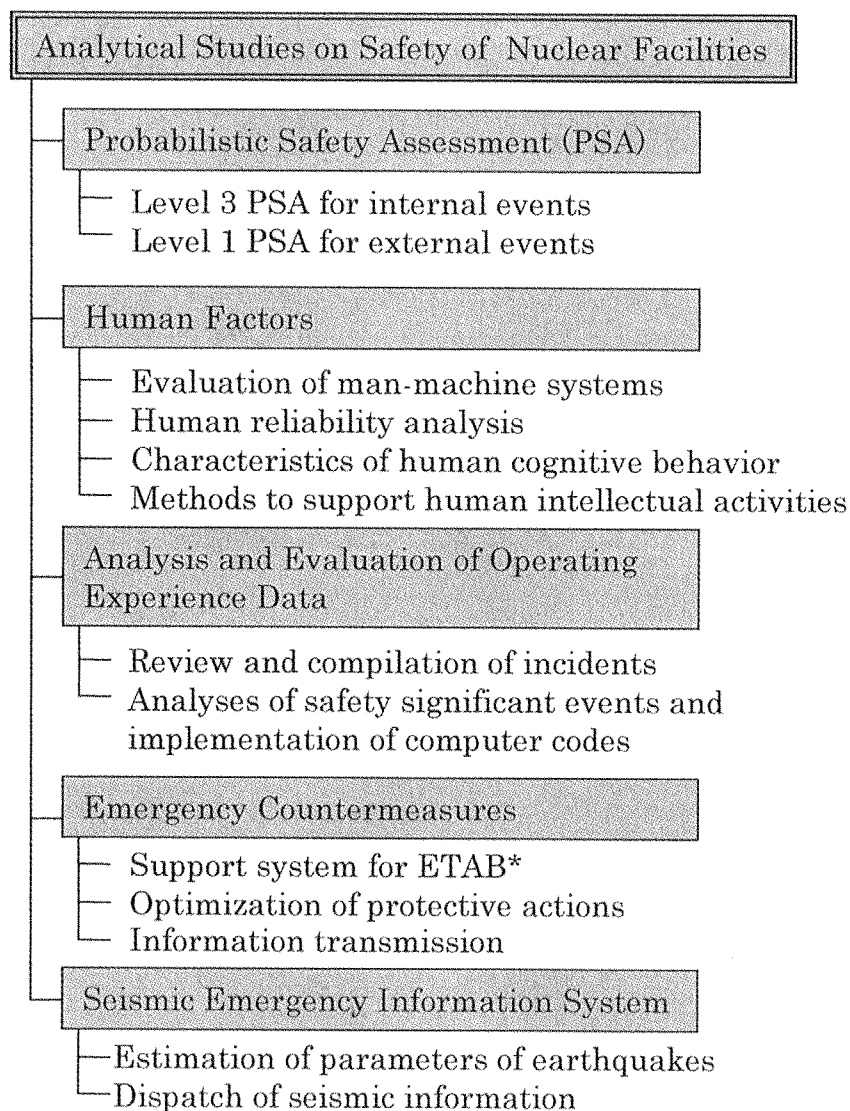 Analytical Studies on Safety of Nuclear Facilities
Probabilistic Safety Assessment (PSA)
Level 3 PSA for internal events
Level 1 PSA for external events
Human Factors
Evaluation of man-machine systems
Human reliability analysis
Characteristics of human cognitive behavior
Methods to support human intellectual activities
Analysis and Evaluation of Operating
Experience Data
Review and compilation of incidents
Analyses of safety significant events and
implementation of computer codes
Emergency Countermeasures
Support system for ETAB*
Optimization of protective actions
Information transmission
Seismic Emergency Information System
Estimation of parameters of earthquakes
Dispatch of seismic information